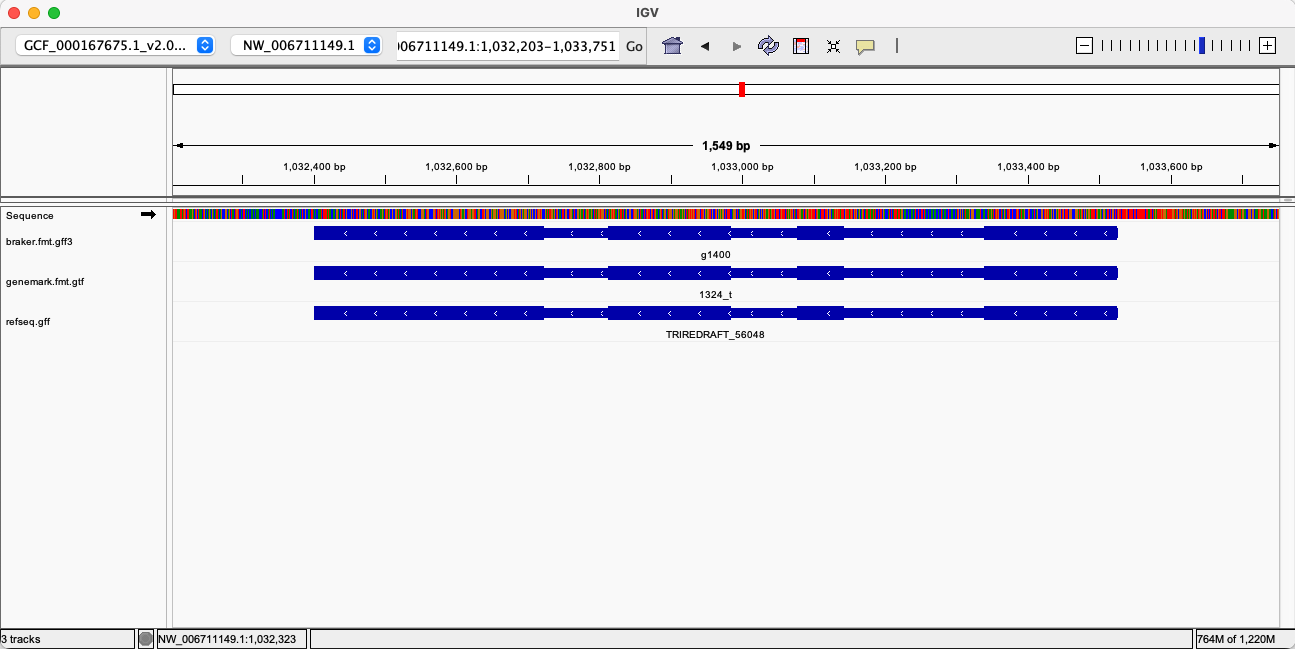 IGV
GCF_000167675.1_v2.0... NW_006711149.1 006711149.1:1,032,203-1,033,751 Go
1,549 bp
1,032,400 bp 1,032,600 bp 1,032,800 bp 1,033,000 bp 1,033,200 bp 1,033,400 bp 1,033,600 bp
Sequence
braker.fmt.gff3
g1400
genemark.fmt.gtf
1324_t
refseq.gff
TRIREDRAFT_56048
3 tracks NW_006711149.1:1,032,323 764M of 1,220M